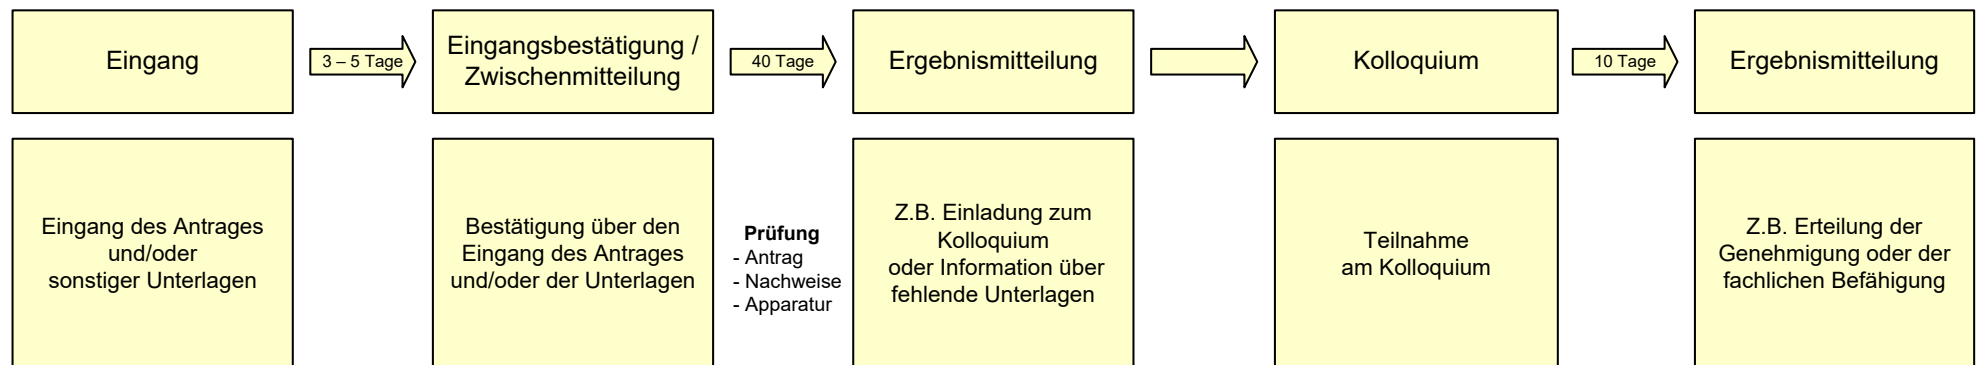 Eingang
3 – 5 Tage
Eingangsbestätigung /
Zwischenmitteilung
40 Tage
Ergebnismitteilung
Kolloquium
10 Tage
Ergebnismitteilung
Eingang des Antrages
und/oder
sonstiger Unterlagen
Bestätigung über den
Eingang des Antrages
und/oder der Unterlagen
Prüfung
- Antrag
- Nachweise
- Apparatur
Z.B. Einladung zum
Kolloquium
oder Information über
fehlende Unterlagen
Teilnahme
am Kolloquium
Z.B. Erteilung der
Genehmigung oder der
fachlichen Befähigung